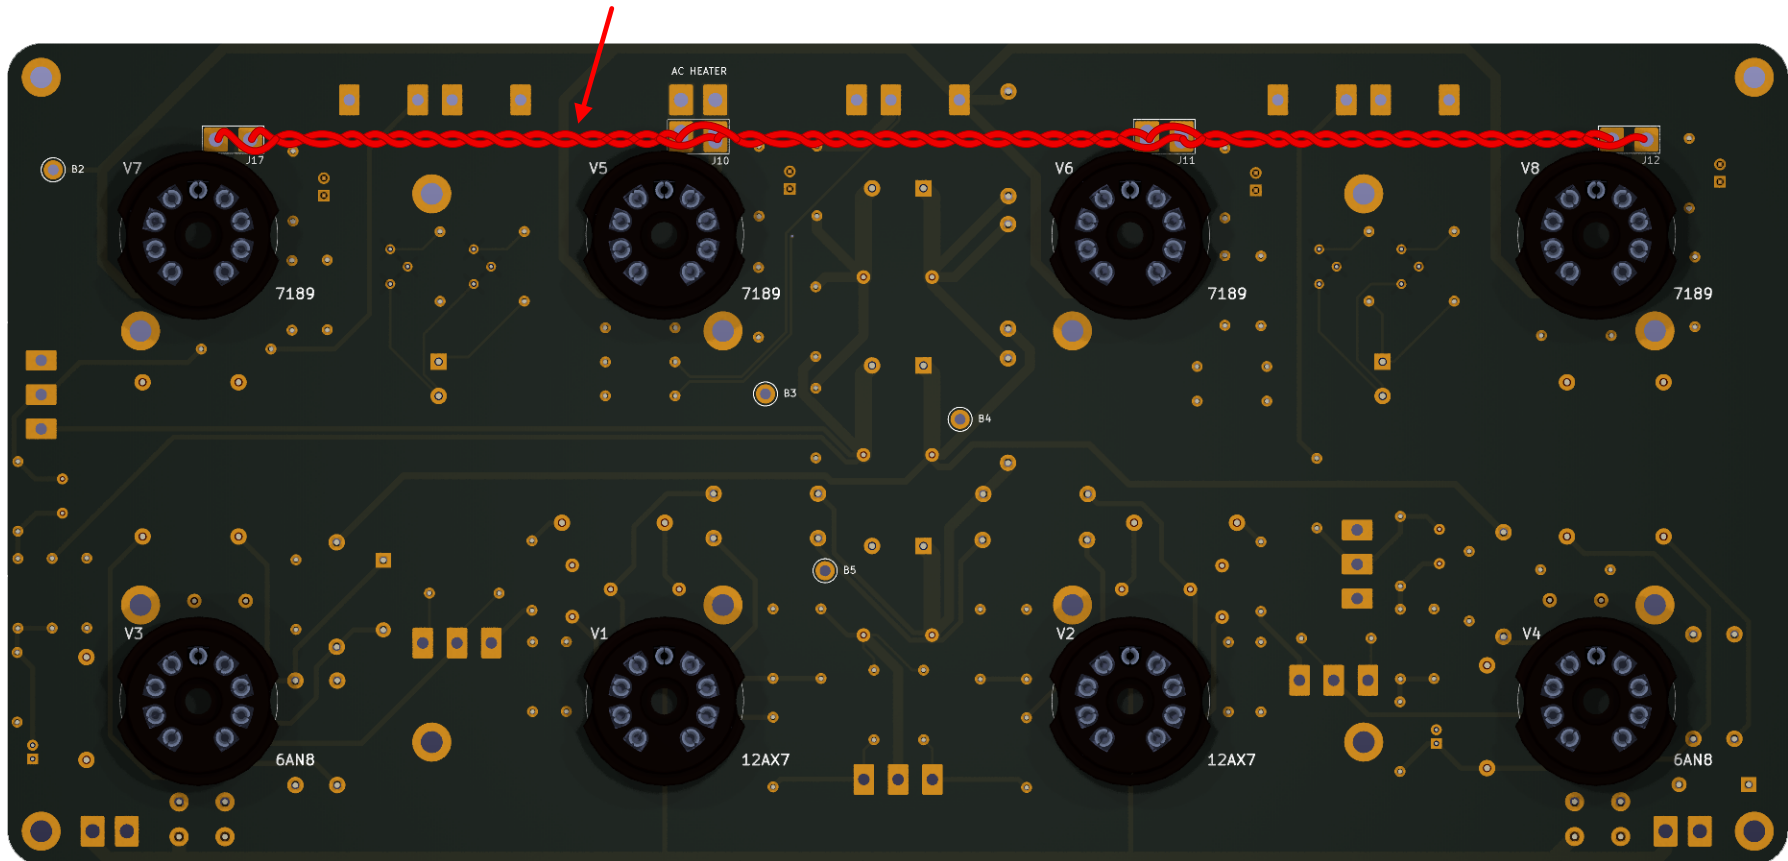 AC HEATER
J17
J10
J11
J12
B2
V7
V5
V6
V8
7189
7189
7189
7189
B3
B4
B5
V3
V1
V2
V4
6AN8
12AX7
12AX7
6AN8